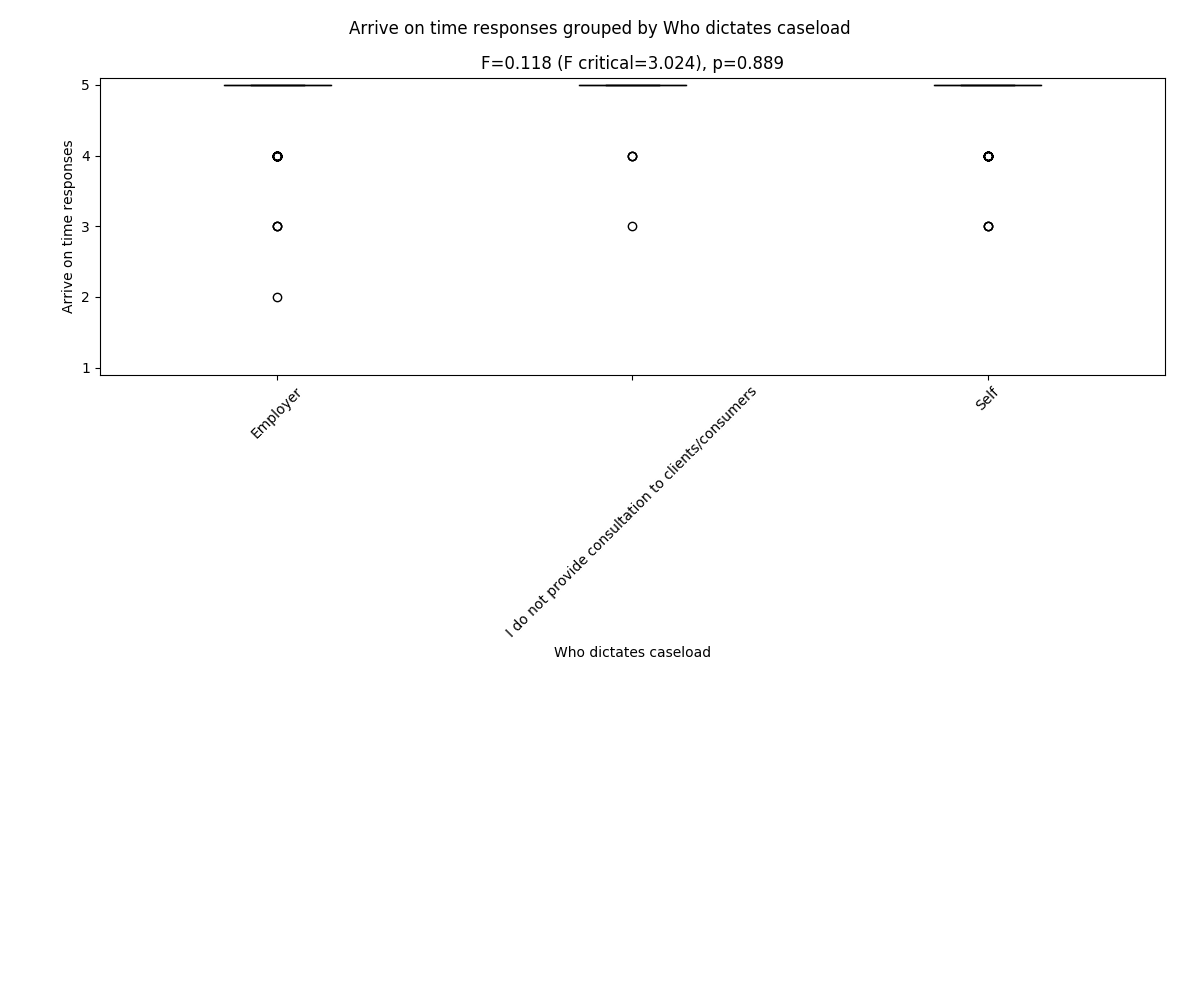 Arrive on time responses grouped by Who dictates caseload
F=0.118 (F critical=3.024), p=0.889
5
4
3
2
1
Arrive on time responses
Employer
I do not provide consultation to clients/consumers
Self
Who dictates caseload